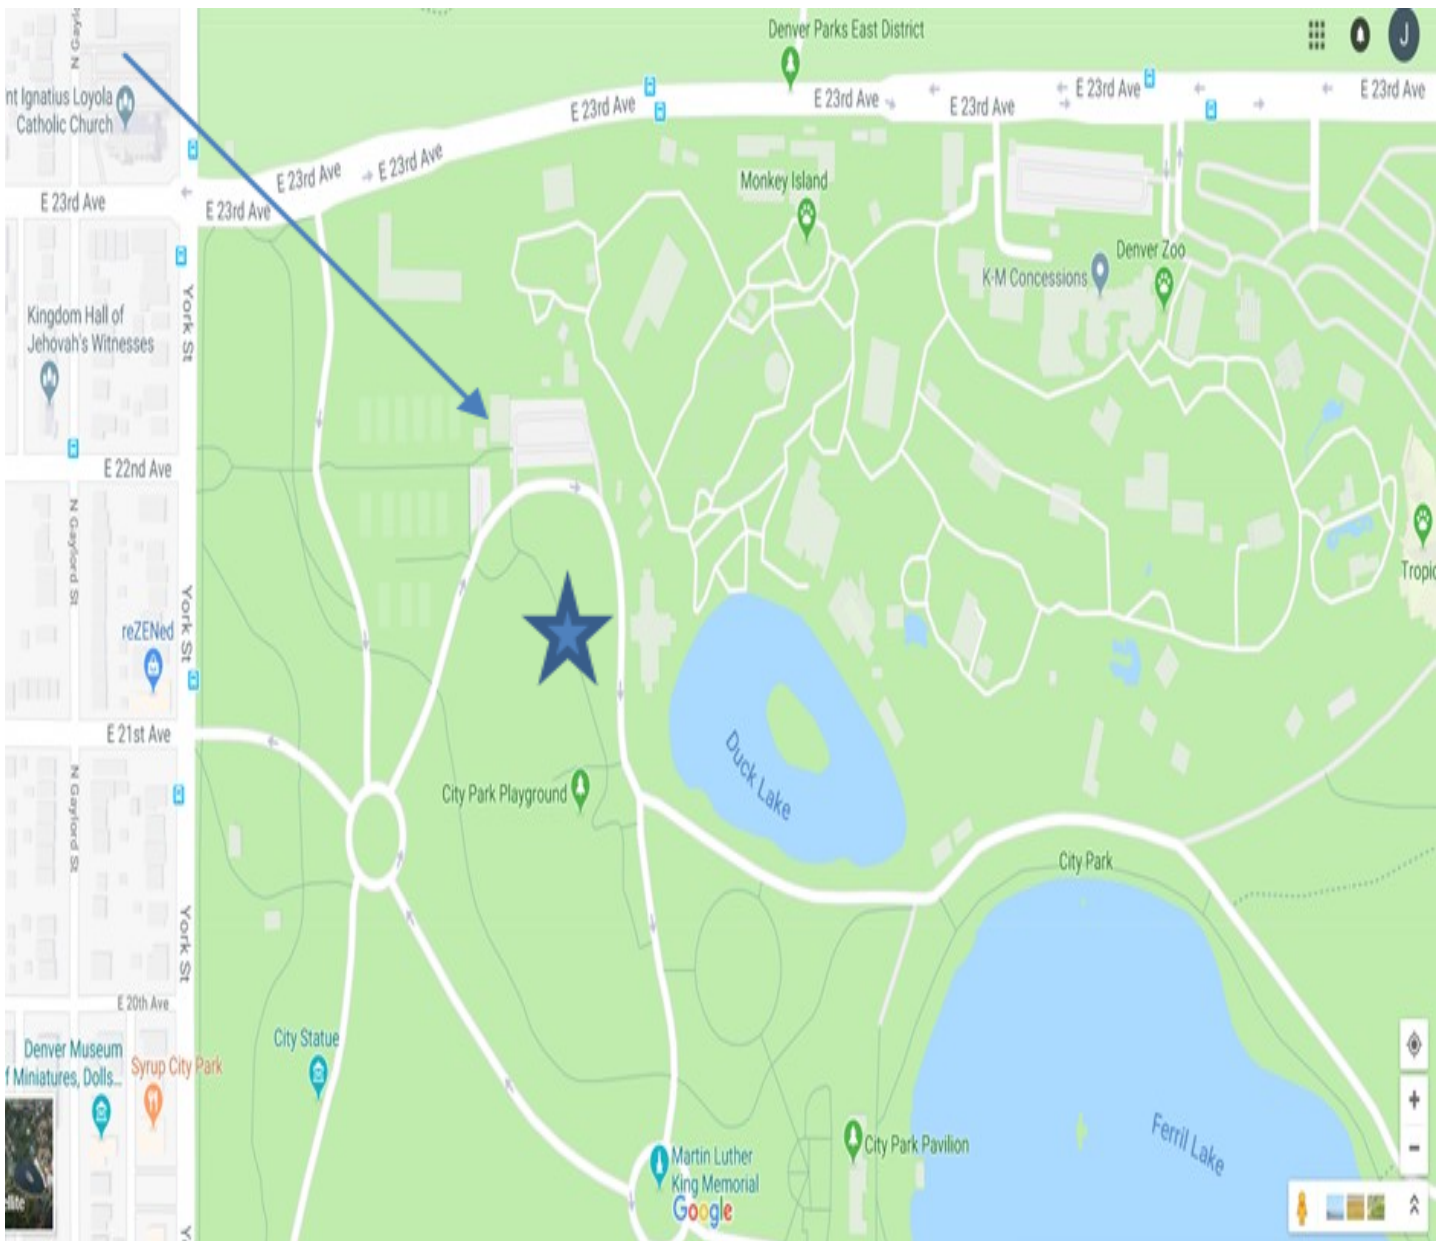 Denver Parks East District
J
N Gayl
nt Ignatius Loyola
Catholic Church
E 23rd Ave
E 23rd Ave
E 23rd Ave
E 23rd Ave
E 23rd Ave
E 23rd Ave
E 23rd Ave
E 23rd Ave
E 23rd Ave
Monkey Island
Denver Zoo
K-M Concessions
York St
Kingdom Hall of
Jehovah's Witnesses
E 22nd Ave
N Gaylord St
Tropic
York St
reZENed
E 21st Ave
Duck Lake
N Gaylord St
City Park Playground
City Park
York St
E 20th Ave
City Statue
Denver Museum
f Miniatures, Dolls...
Syrup City Park
Ferril Lake
City Park Pavilion
Martin Luther
King Memorial
Google
Y